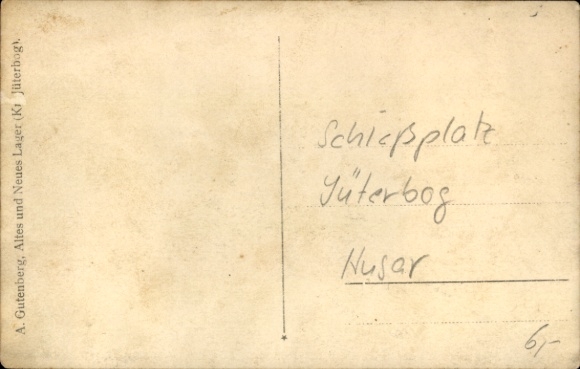 A. Gutenberg, Altes und Neues Lager (Kr. Jüterbog).
Schießplatz
Jüterbog
Husar
6,-